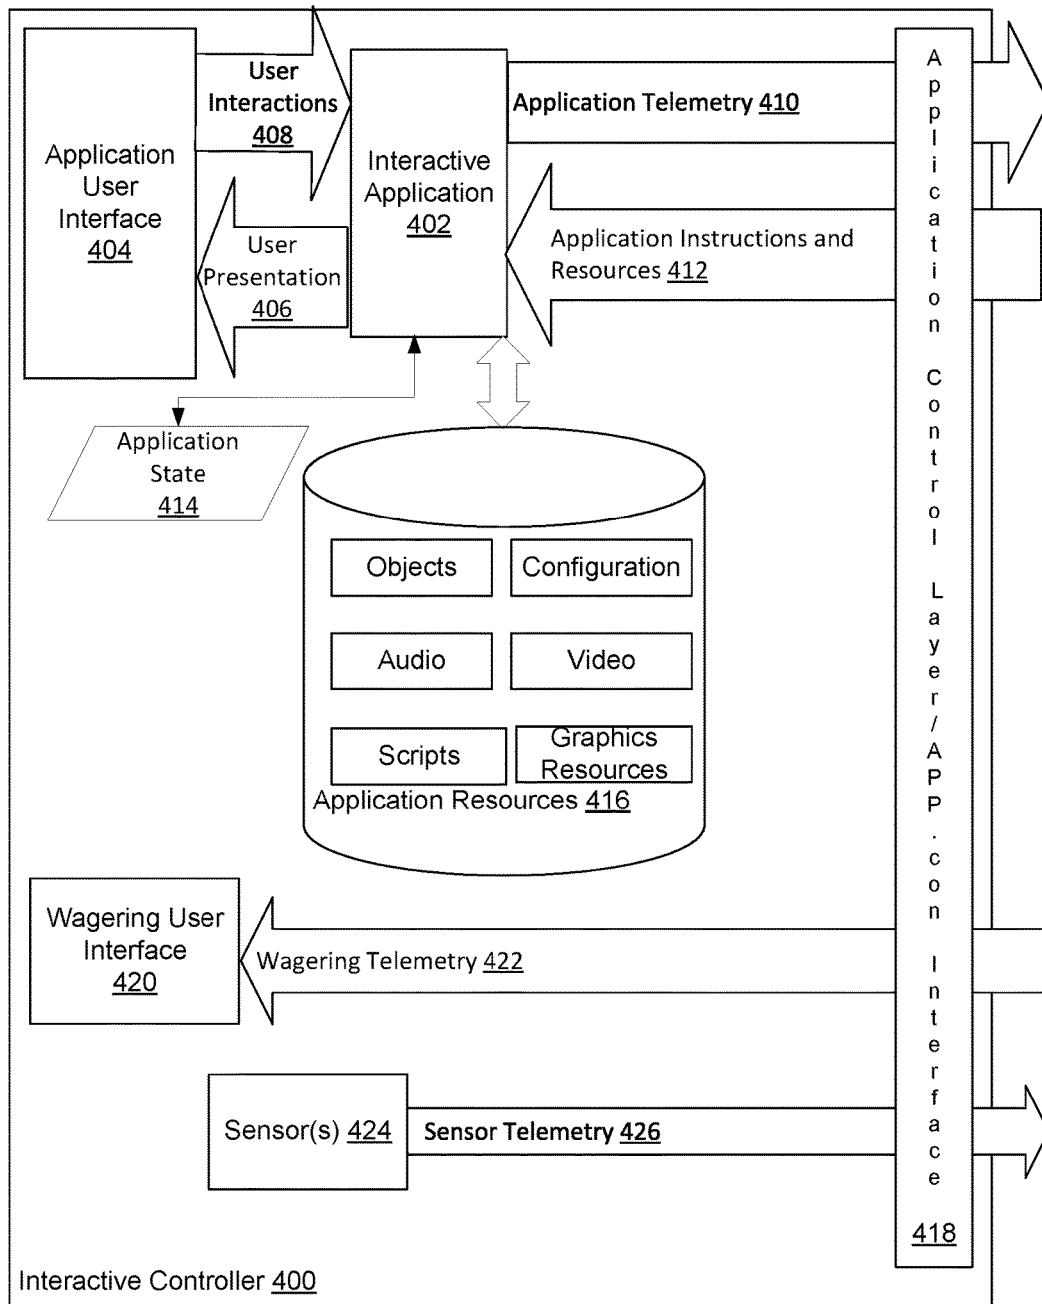 Application
User
Interface
404
User
Interactions
408
User
Presentation
406
Interactive
Application
402
Application Telemetry 410
Application Instructions and
Resources 412
Application
State
414
Objects
Configuration
Audio
Video
Scripts
Graphics
Resources
Application Resources 416
Wagering User
Interface
420
Wagering Telemetry 422
Sensor(s) 424
Sensor Telemetry 426
Application Control Layer/APP.con Interface
418
Interactive Controller 400